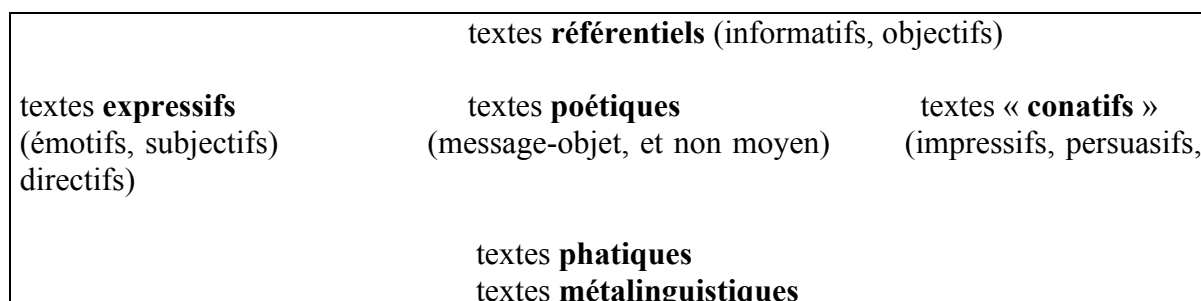 textes référentiels (informatifs, objectifs)
textes expressifs textes poétiques textes « conatifs »
(émotifs, subjectifs) (message-objet, et non moyen) (impressifs, persuasifs,
directifs)
textes phatiques
textes métalinguistiques